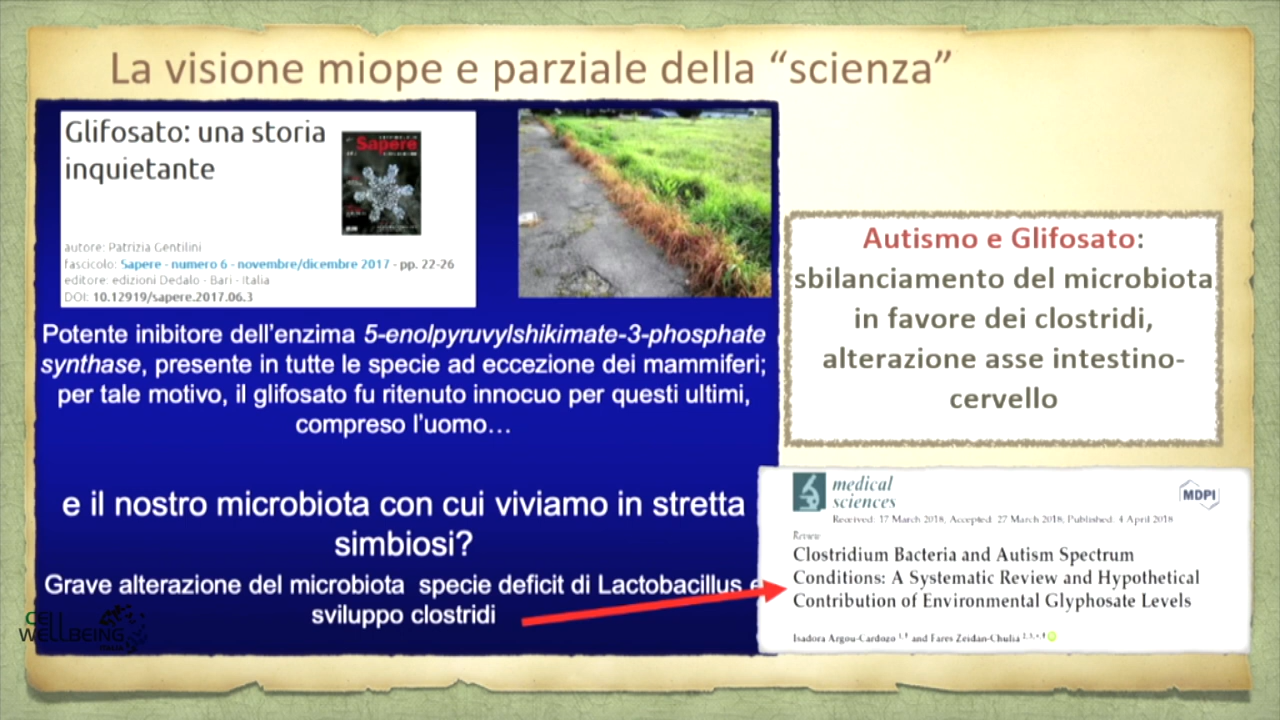 La visione miope e parziale della “scienza”
Glifosato: una storia
inquietante
Sapere
autore: Patrizia Gentilini
fascicolo: Sapere - numero 6 - novembre/dicembre 2017 - pp. 22-26
editore: edizioni Dedalo - Bari - Italia
DOI: 10.12919/sapere.2017.06.3
Potente inibitore dell’enzima 5-enolpyruvylshikimate-3-phosphate
synthase, presente in tutte le specie ad eccezione dei mammiferi;
per tale motivo, il glifosato fu ritenuto innocuo per questi ultimi,
compreso l’uomo…
e il nostro microbiota con cui viviamo in stretta
simbiosi?
Grave alterazione del microbiota specie deficit di Lactobacillus e
sviluppo clostridi
Autismo e Glifosato:
sbilanciamento del microbiota
in favore dei clostridi,
alterazione asse intestino-
cervello
medical
sciences
MDPI
Received: 17 March 2018; Accepted: 27 March 2018; Published: 4 April 2018
Review
Clostridium Bacteria and Autism Spectrum
Conditions: A Systematic Review and Hypothetical
Contribution of Environmental Glyphosate Levels
Isadora Argou-Cardozo 1,† and Fares Zeidan-Chulia 2,3,*,†
CELL
WELLBEING
ITALIA